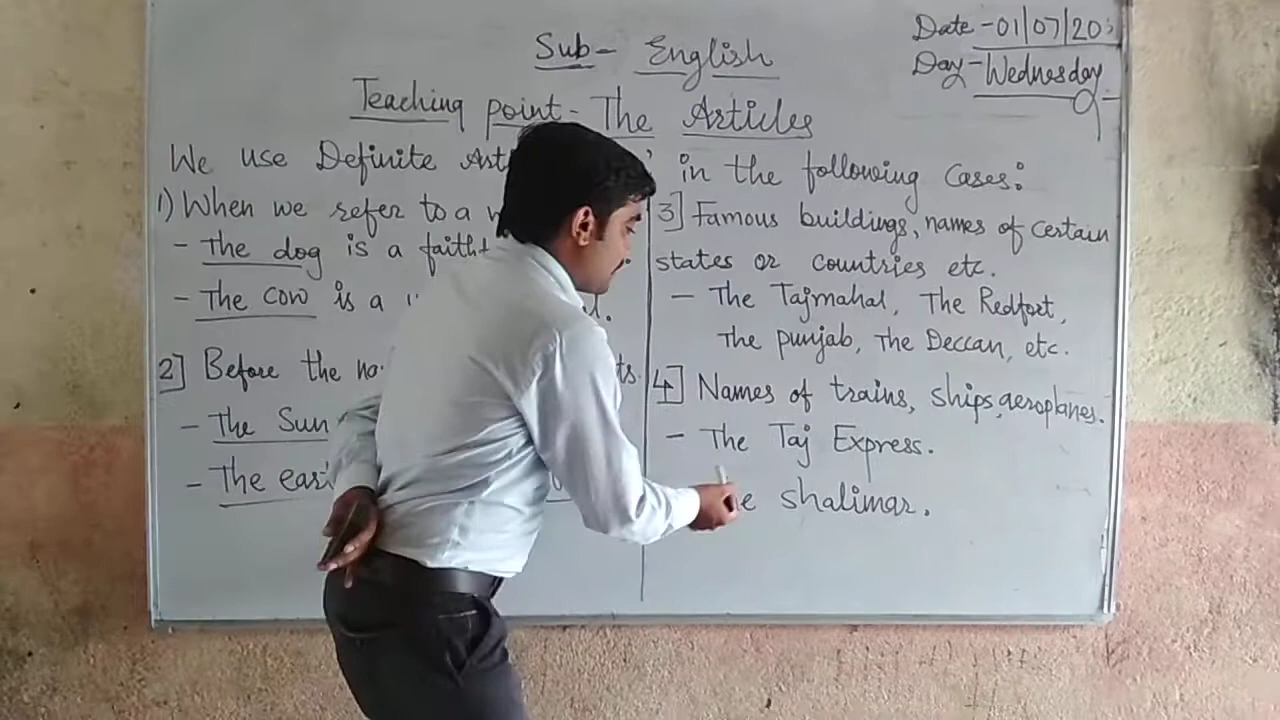 Sub- English
Date -01/07/20
Day-Wednesday
Teaching point- The Articles
We use Definite in the following Cases:
1) When we refer to a
- The dog is a
- The cow is a
2] Before the
- The Sun
- The
3] Famous buildings, names of certain
states or countries etc.
- The Tajmahal, The Redfort,
The punjab, The Deccan, etc.
4] Names of trains, ships, aeroplanes.
- The Taj Express.
shalimar.